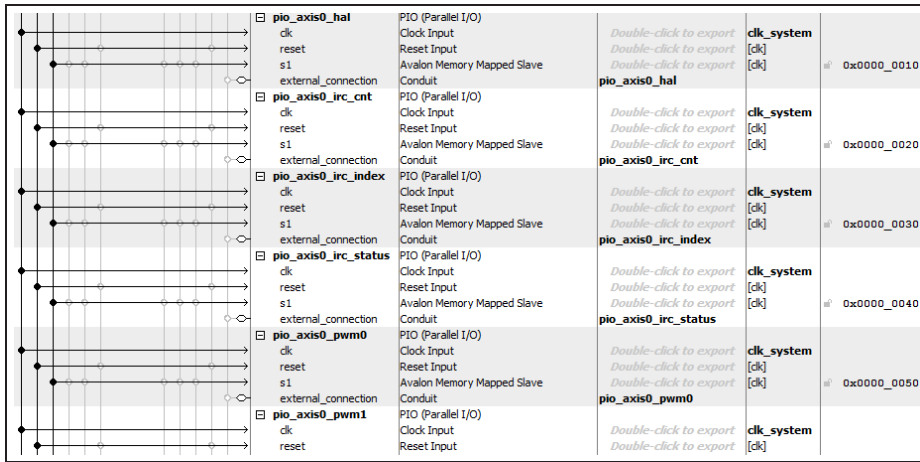 pio_axis0_hal PIO (Parallel I/O)
clk Clock Input Double-click to export clk_system
reset Reset Input Double-click to export [clk]
s1 Avalon Memory Mapped Slave Double-click to export [clk] 0x0000_0010
external_connection Conduit pio_axis0_hal
pio_axis0_irc_cnt PIO (Parallel I/O)
clk Clock Input Double-click to export clk_system
reset Reset Input Double-click to export [clk]
s1 Avalon Memory Mapped Slave Double-click to export [clk] 0x0000_0020
external_connection Conduit pio_axis0_irc_cnt
pio_axis0_irc_index PIO (Parallel I/O)
clk Clock Input Double-click to export clk_system
reset Reset Input Double-click to export [clk]
s1 Avalon Memory Mapped Slave Double-click to export [clk] 0x0000_0030
external_connection Conduit pio_axis0_irc_index
pio_axis0_irc_status PIO (Parallel I/O)
clk Clock Input Double-click to export clk_system
reset Reset Input Double-click to export [clk]
s1 Avalon Memory Mapped Slave Double-click to export [clk] 0x0000_0040
external_connection Conduit pio_axis0_irc_status
pio_axis0_pwm0 PIO (Parallel I/O)
clk Clock Input Double-click to export clk_system
reset Reset Input Double-click to export [clk]
s1 Avalon Memory Mapped Slave Double-click to export [clk] 0x0000_0050
external_connection Conduit pio_axis0_pwm0
pio_axis0_pwm1 PIO (Parallel I/O)
clk Clock Input Double-click to export clk_system
reset Reset Input Double-click to export [clk]